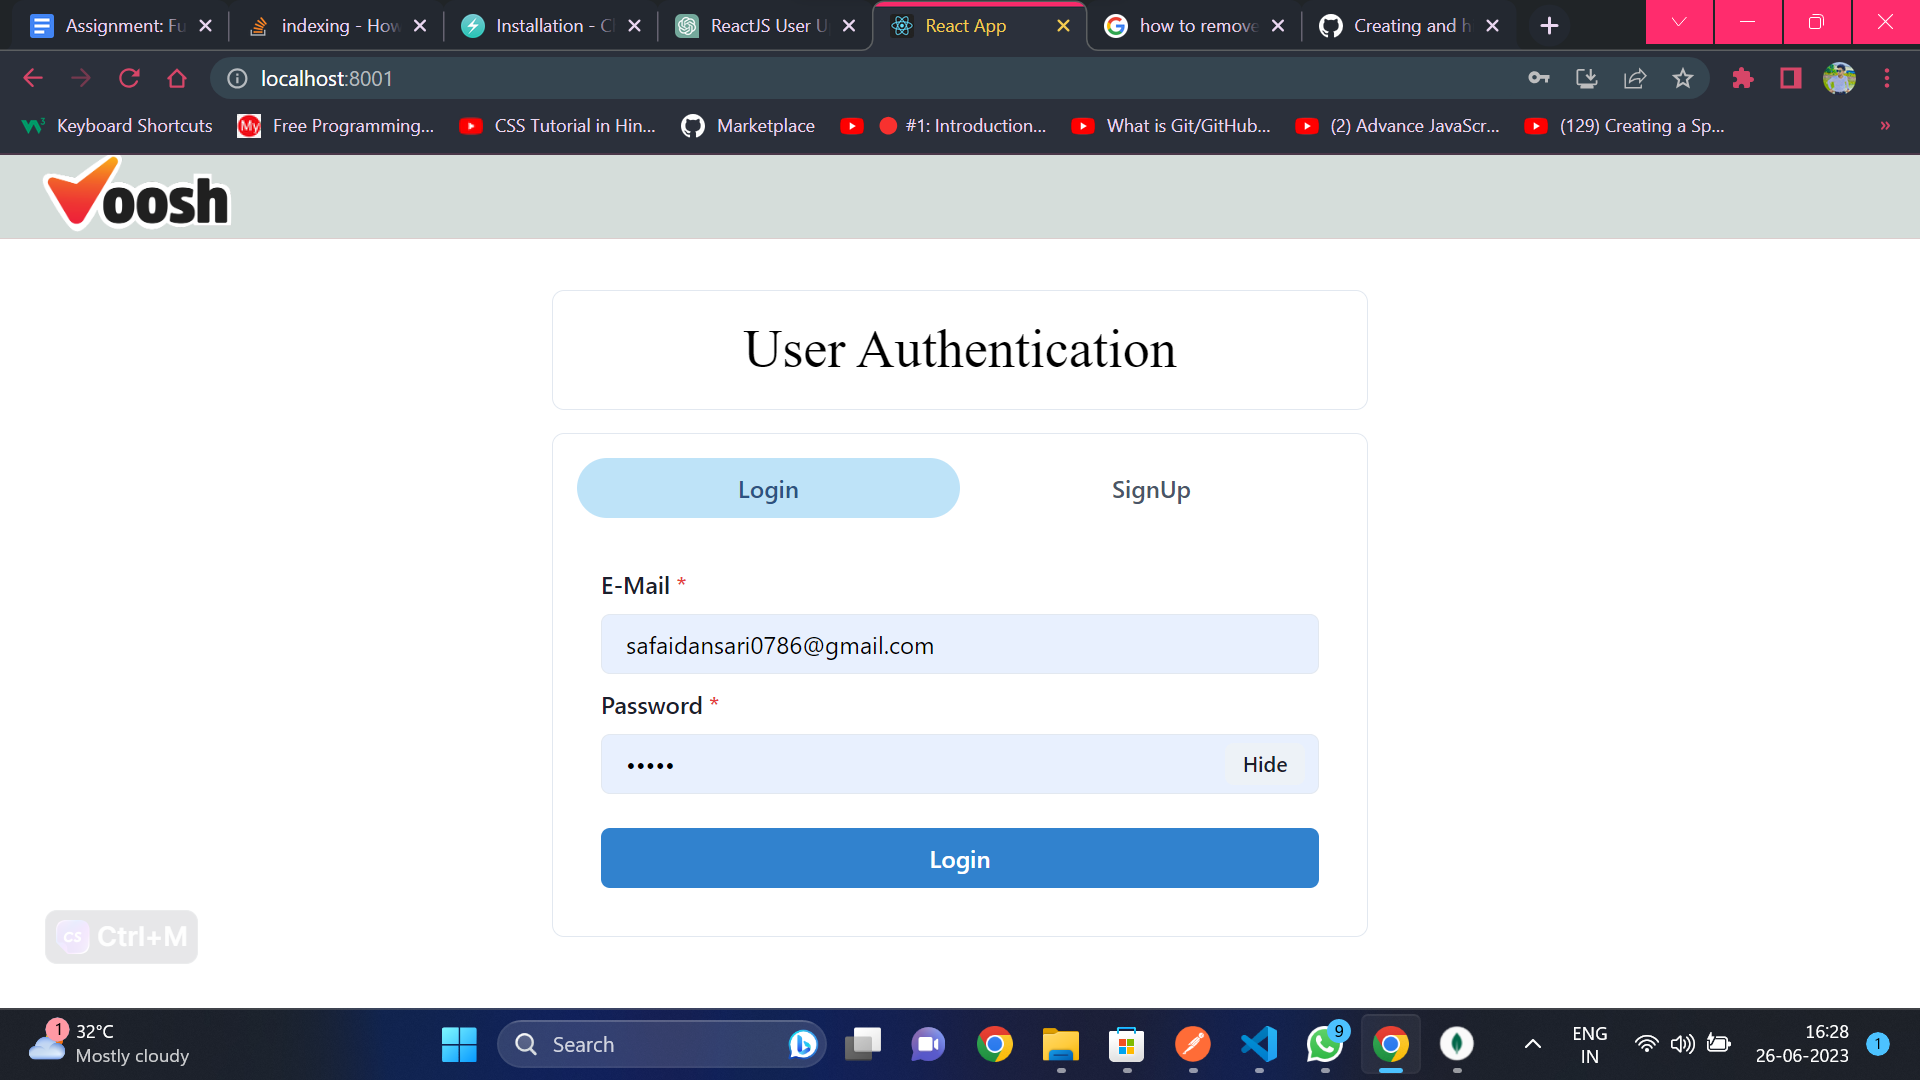 Assignment: Fu
indexing - How
Installation - Cl
ReactJS User U
React App
how to remove
Creating and h
localhost:8001
Keyboard Shortcuts
My
Free Programming...
CSS Tutorial in Hin...
Marketplace
#1: Introduction...
What is Git/GitHub...
(2) Advance JavaScr...
(129) Creating a Sp...
»
Voosh
User Authentication
Login
SignUp
E-Mail *
safaidansari0786@gmail.com
Password *
•••••
Hide
Login
CS Ctrl+M
1
32°C
Mostly cloudy
Search
9
ENG
IN
16:28
26-06-2023
1